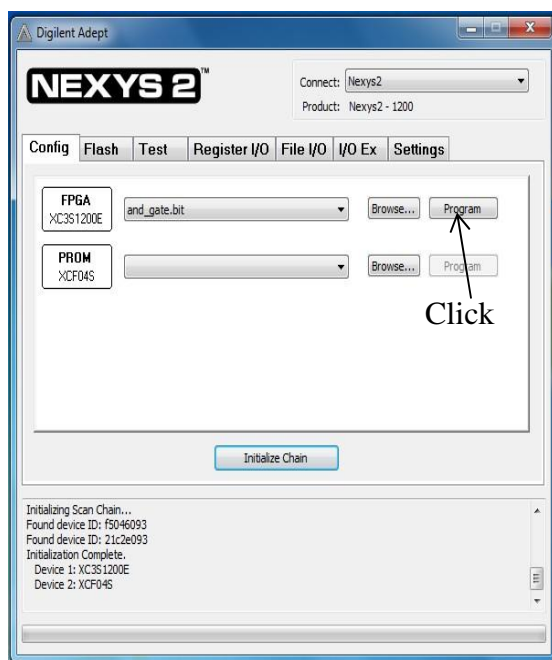 Digilent Adept
NEXYS 2™
Connect: Nexys2
Product: Nexys2 - 1200
Config Flash Test Register I/O File I/O I/O Ex Settings
FPGA
XC3S1200E
and_gate.bit
Browse... Program
PROM
XCF04S
Browse... Program
Click
Initialize Chain
Initializing Scan Chain...
Found device ID: f5046093
Found device ID: 21c2e093
Initialization Complete.
Device 1: XC3S1200E
Device 2: XCF04S